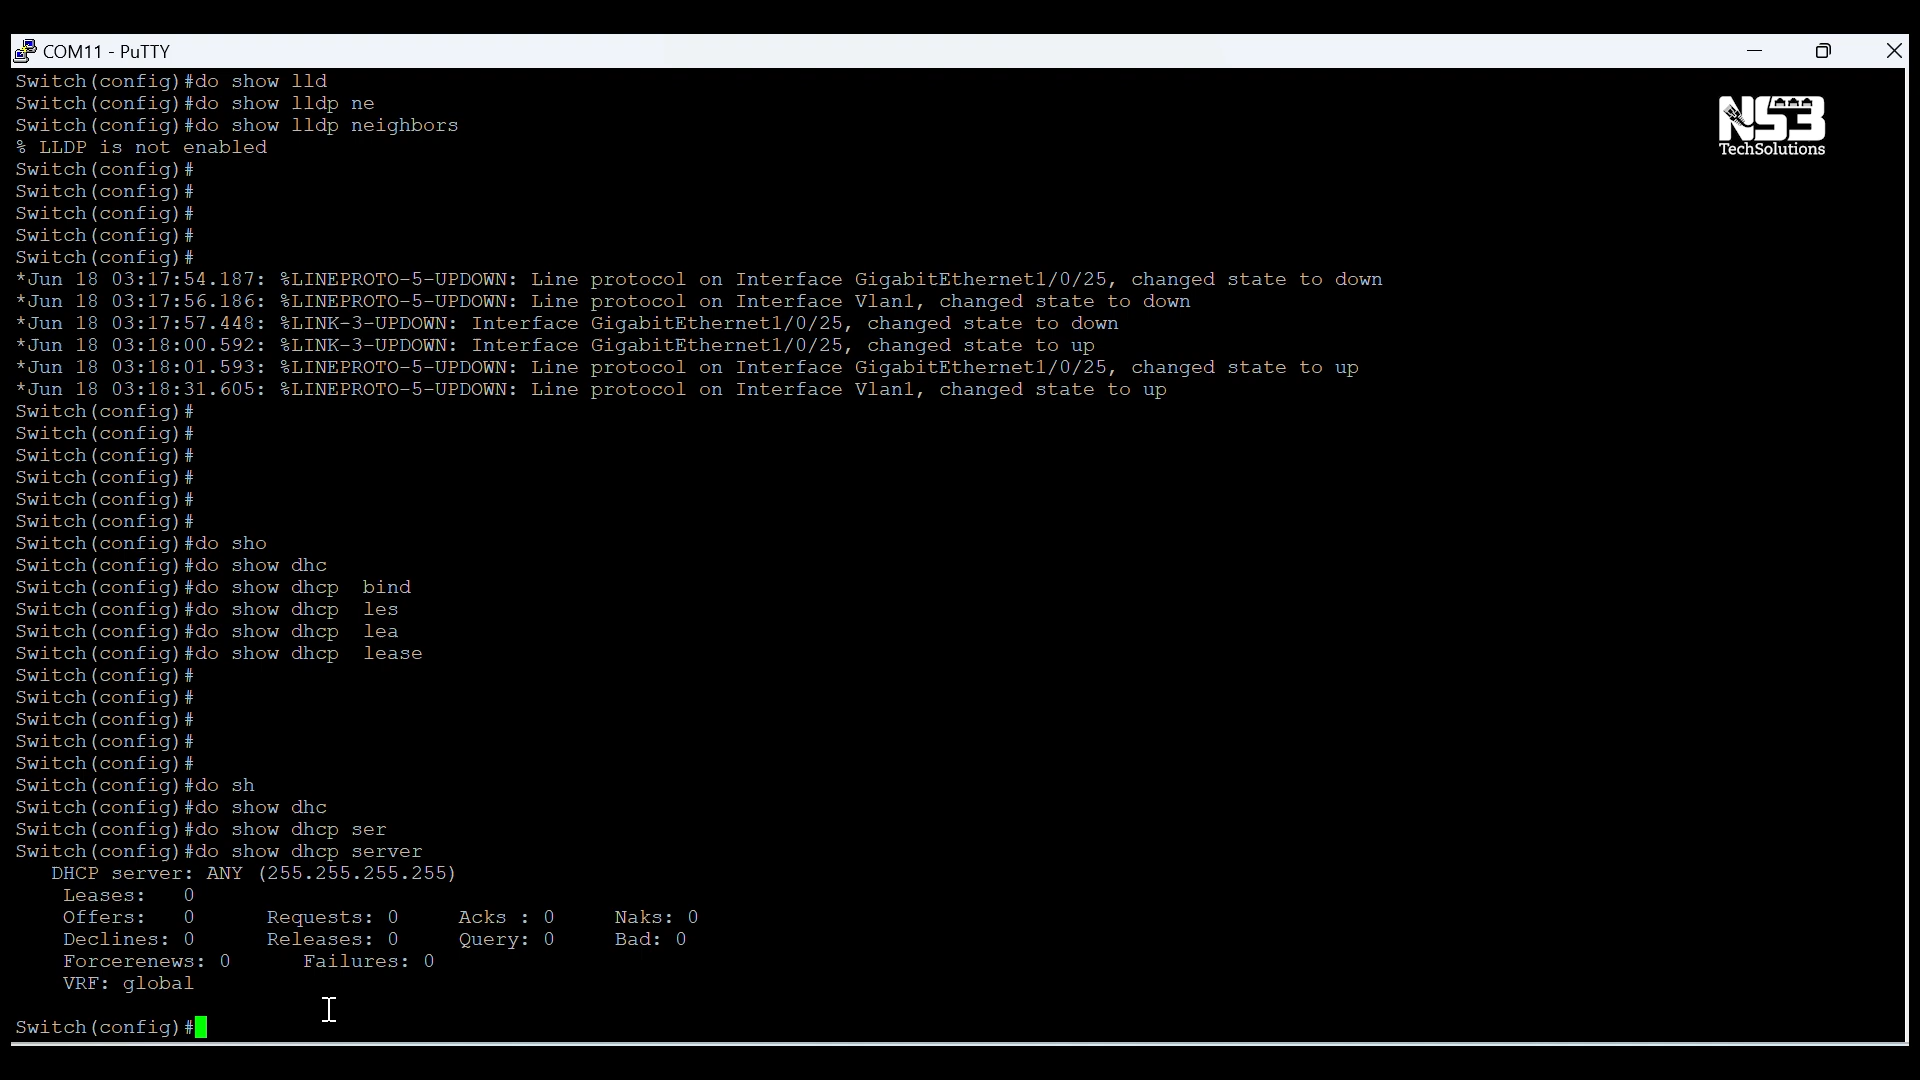 COM11 - PuTTY
Switch(config)#do show lld
Switch(config)#do show lldp ne
Switch(config)#do show lldp neighbors
% LLDP is not enabled
Switch(config)#
Switch(config)#
Switch(config)#
Switch(config)#
Switch(config)#
*Jun 18 03:17:54.187: %LINEPROTO-5-UPDOWN: Line protocol on Interface GigabitEthernet1/0/25, changed state to down
*Jun 18 03:17:56.186: %LINEPROTO-5-UPDOWN: Line protocol on Interface Vlan1, changed state to down
*Jun 18 03:17:57.448: %LINK-3-UPDOWN: Interface GigabitEthernet1/0/25, changed state to down
*Jun 18 03:18:00.592: %LINK-3-UPDOWN: Interface GigabitEthernet1/0/25, changed state to up
*Jun 18 03:18:01.593: %LINEPROTO-5-UPDOWN: Line protocol on Interface GigabitEthernet1/0/25, changed state to up
*Jun 18 03:18:31.605: %LINEPROTO-5-UPDOWN: Line protocol on Interface Vlan1, changed state to up
Switch(config)#
Switch(config)#
Switch(config)#
Switch(config)#
Switch(config)#
Switch(config)#
Switch(config)#do sho
Switch(config)#do show dhc
Switch(config)#do show dhcp  bind
Switch(config)#do show dhcp  les
Switch(config)#do show dhcp  lea
Switch(config)#do show dhcp  lease
Switch(config)#
Switch(config)#
Switch(config)#
Switch(config)#
Switch(config)#
Switch(config)#do sh
Switch(config)#do show dhc
Switch(config)#do show dhcp ser
Switch(config)#do show dhcp server
   DHCP server: ANY (255.255.255.255)
    Leases:   0
    Offers:   0      Requests: 0     Acks : 0     Naks: 0
    Declines: 0      Releases: 0     Query: 0     Bad: 0
    Forcerenews: 0      Failures: 0
    VRF: global
Switch(config)#
NS3
TechSolutions